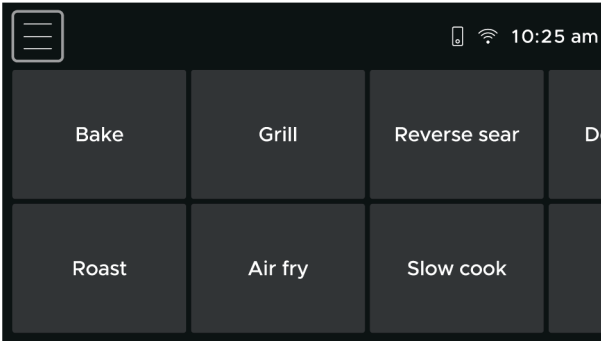 10:25 am
Bake
Grill
Reverse sear
Roast
Air fry
Slow cook